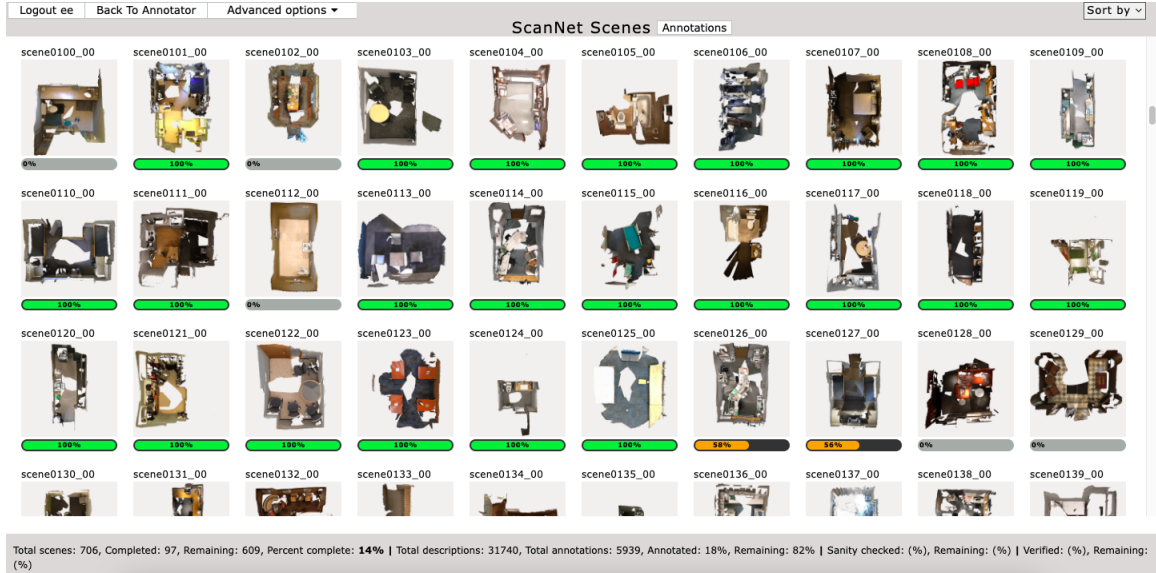 Logout ee Back To Annotator Advanced options ▾ Sort by
ScanNet Scenes Annotations
scene0100_00 scene0101_00 scene0102_00 scene0103_00 scene0104_00 scene0105_00 scene0106_00 scene0107_00 scene0108_00 scene0109_00
0% 100% 0% 100% 100% 100% 100% 100% 100% 100%
scene0110_00 scene0111_00 scene0112_00 scene0113_00 scene0114_00 scene0115_00 scene0116_00 scene0117_00 scene0118_00 scene0119_00
100% 100% 0% 100% 100% 100% 100% 100% 100% 100%
scene0120_00 scene0121_00 scene0122_00 scene0123_00 scene0124_00 scene0125_00 scene0126_00 scene0127_00 scene0128_00 scene0129_00
100% 100% 100% 100% 100% 100% 58% 56% 0% 0%
scene0130_00 scene0131_00 scene0132_00 scene0133_00 scene0134_00 scene0135_00 scene0136_00 scene0137_00 scene0138_00 scene0139_00
Total scenes: 706, Completed: 97, Remaining: 609, Percent complete: 14% | Total descriptions: 31740, Total annotations: 5939, Annotated: 18%, Remaining: 82% | Sanity checked: (%), Remaining: (%) | Verified: (%), Remaining:
(%)